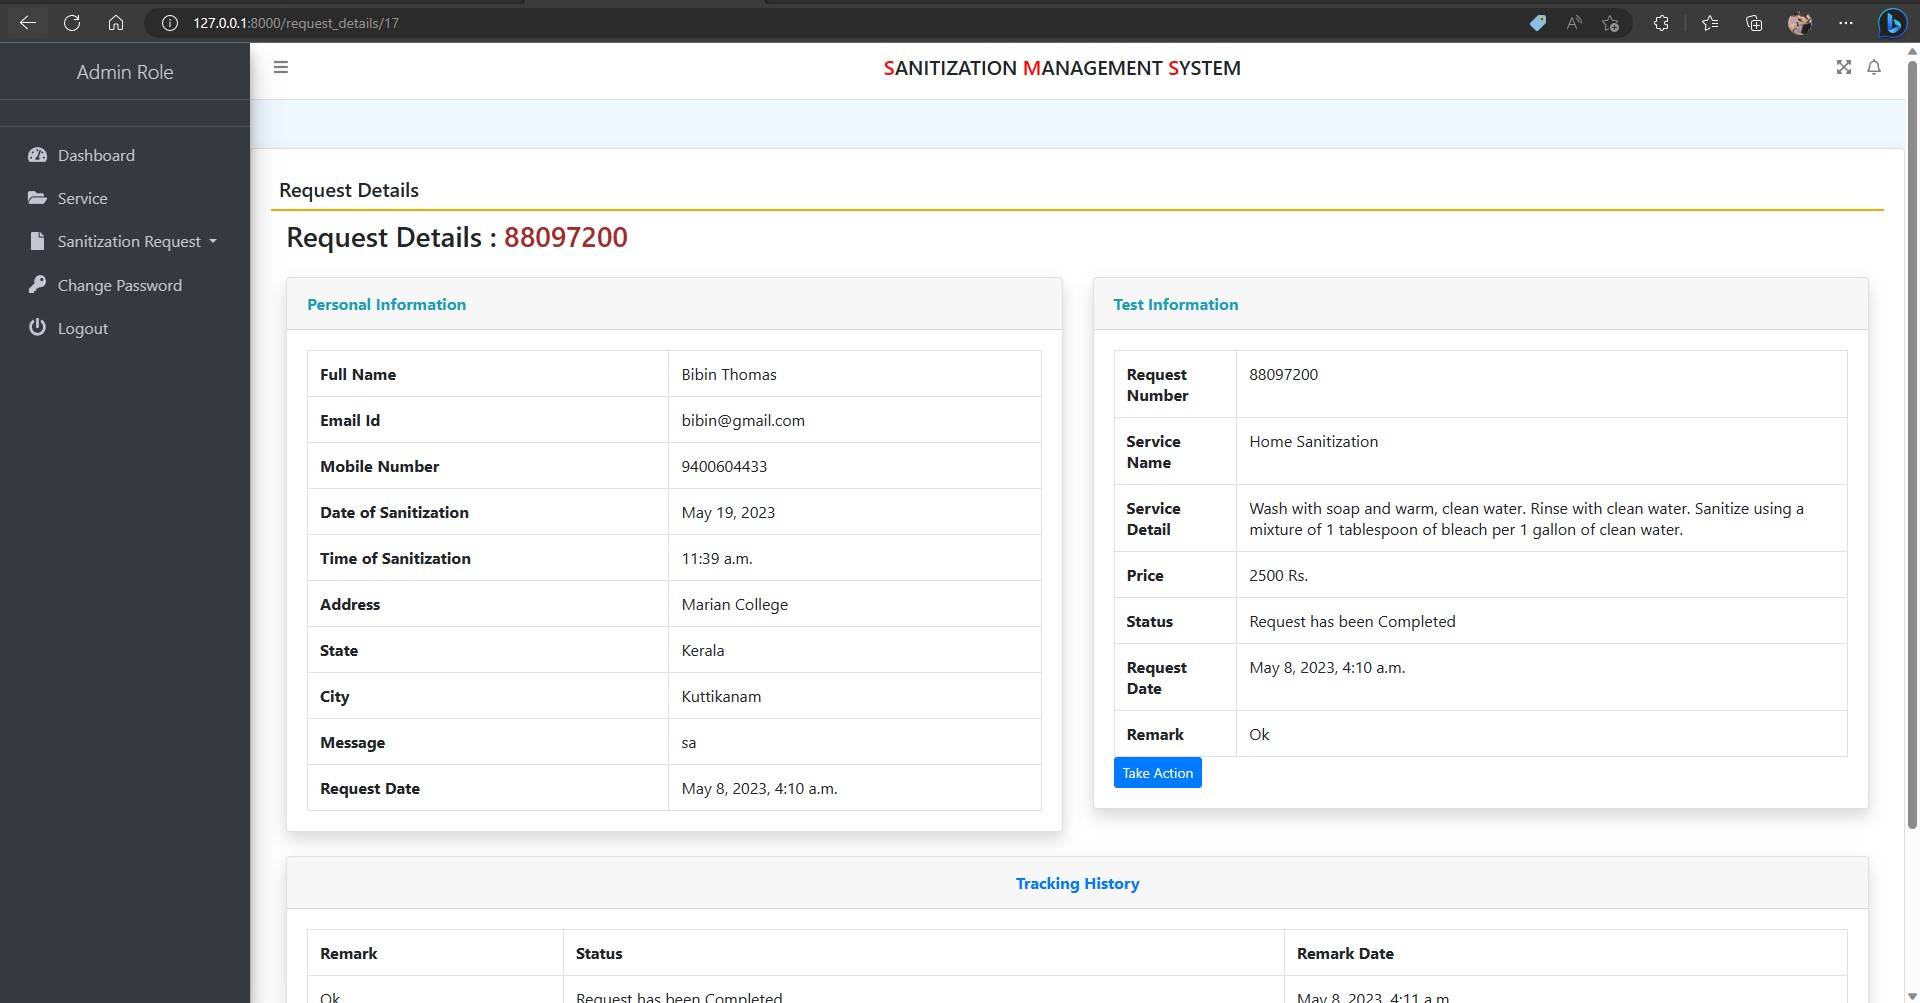 127.0.0.1:8000/request_details/17
Admin Role
SANITIZATION MANAGEMENT SYSTEM
Dashboard
Service
Sanitization Request
Change Password
Logout
Request Details
Request Details : 88097200
Personal Information
Full Name Bibin Thomas
Email Id bibin@gmail.com
Mobile Number 9400604433
Date of Sanitization May 19, 2023
Time of Sanitization 11:39 a.m.
Address Marian College
State Kerala
City Kuttikanam
Message sa
Request Date May 8, 2023, 4:10 a.m.
Test Information
Request
Number 88097200
Service
Name Home Sanitization
Service Wash with soap and warm, clean water. Rinse with clean water. Sanitize using a
Detail mixture of 1 tablespoon of bleach per 1 gallon of clean water.
Price 2500 Rs.
Status Request has been Completed
Request
Date May 8, 2023, 4:10 a.m.
Remark Ok
Take Action
Tracking History
Remark Status Remark Date
Ok Request has been Completed May 8, 2023, 4:11 a.m.